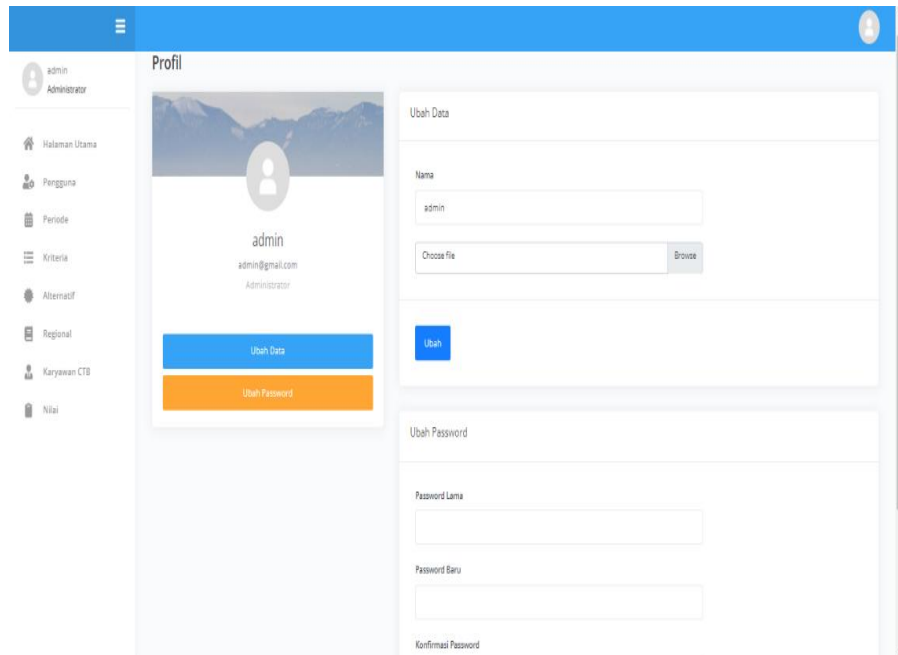 admin
Administrator
Halaman Utama
Pengguna
Periode
Kriteria
Alternatif
Regional
Karyawan CTB
Nilai
Profil
admin
admin@gmail.com
Administrator
Ubah Data
Ubah Password
Ubah Data
Nama
admin
Choose file
Browse
Ubah
Ubah Password
Password Lama
Password Baru
Konfirmasi Password